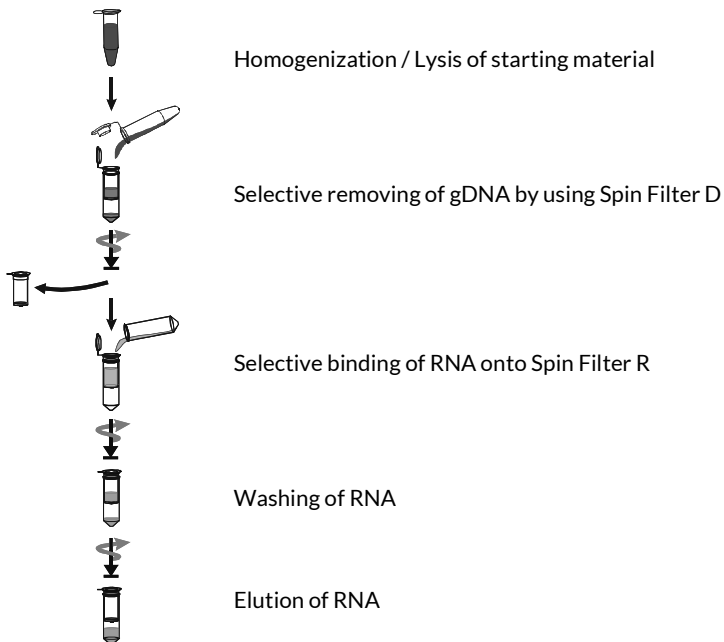 Homogenization / Lysis of starting material
Selective removing of gDNA by using Spin Filter D
Selective binding of RNA onto Spin Filter R
Washing of RNA
Elution of RNA